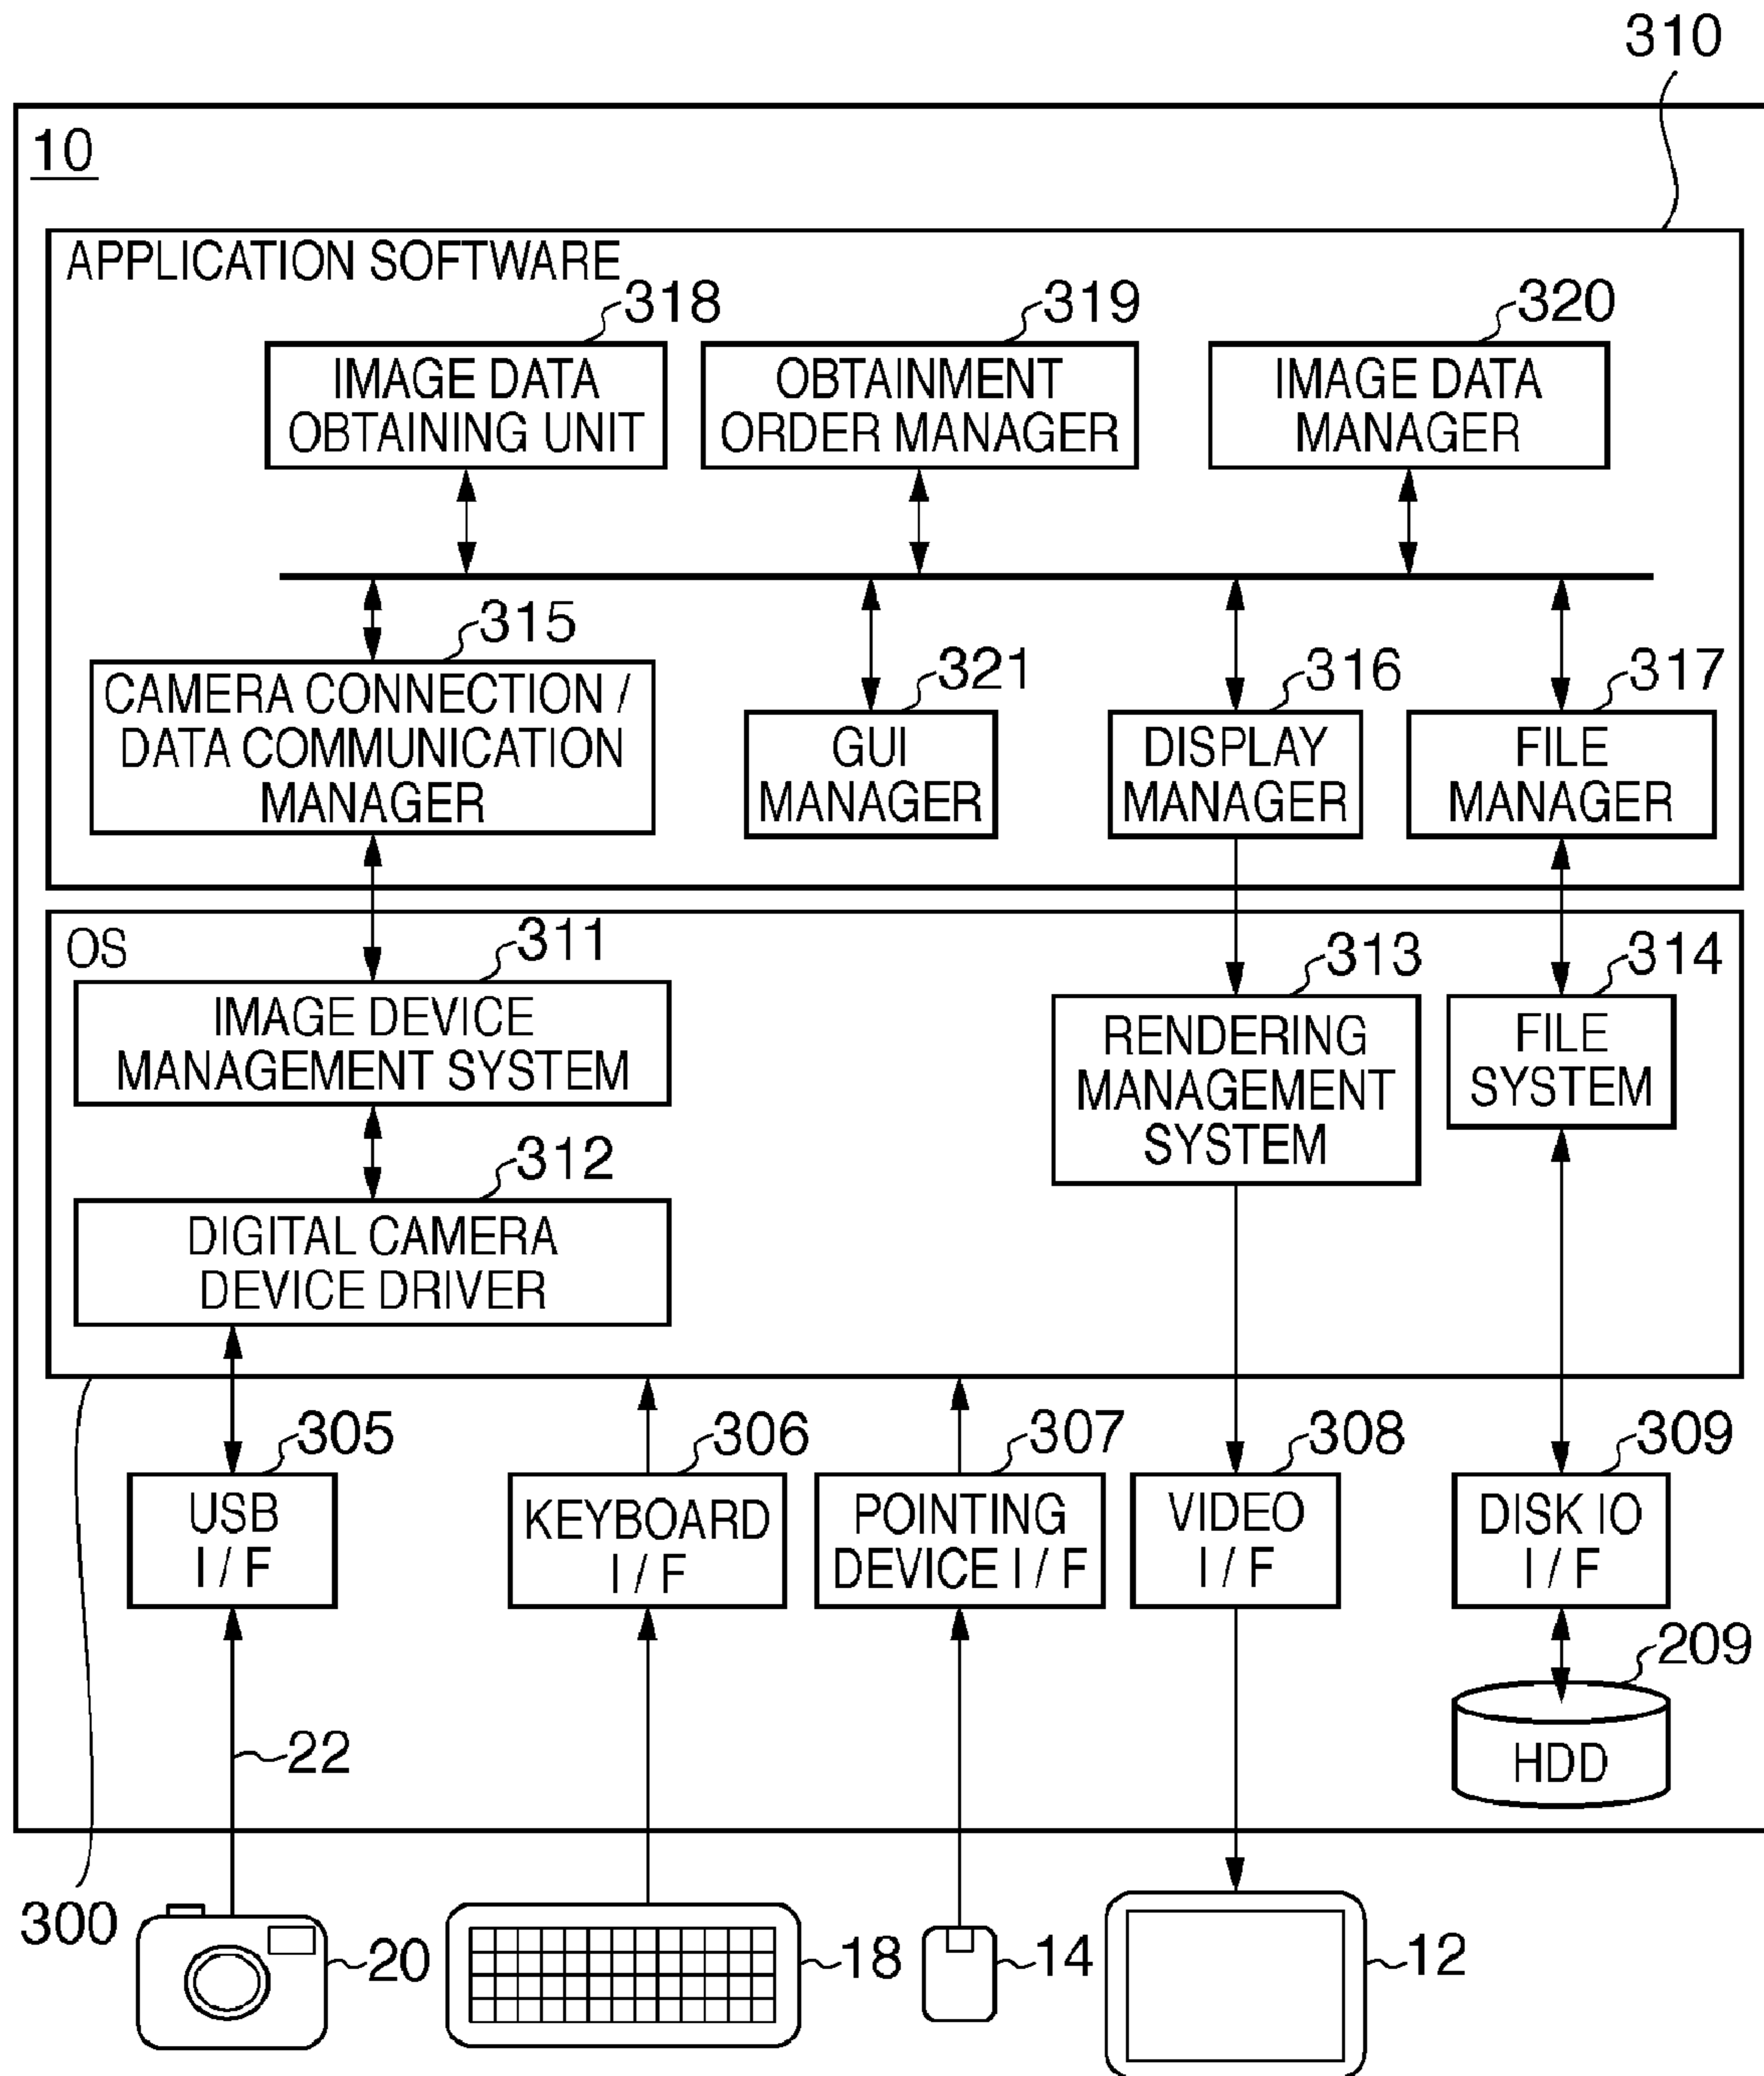 310
10
APPLICATION SOFTWARE
318
319
320
IMAGE DATA
OBTAINING UNIT
OBTAINMENT
ORDER MANAGER
IMAGE DATA
MANAGER
315
321
316
317
CAMERA CONNECTION /
DATA COMMUNICATION
MANAGER
GUI
MANAGER
DISPLAY
MANAGER
FILE
MANAGER
OS
311
313
314
IMAGE DEVICE
MANAGEMENT SYSTEM
RENDERING
MANAGEMENT
SYSTEM
FILE
SYSTEM
312
DIGITAL CAMERA
DEVICE DRIVER
305
306
307
308
309
USB
I / F
KEYBOARD
I / F
POINTING
DEVICE I / F
VIDEO
I / F
DISK IO
I / F
209
HDD
22
300
20
18
14
12